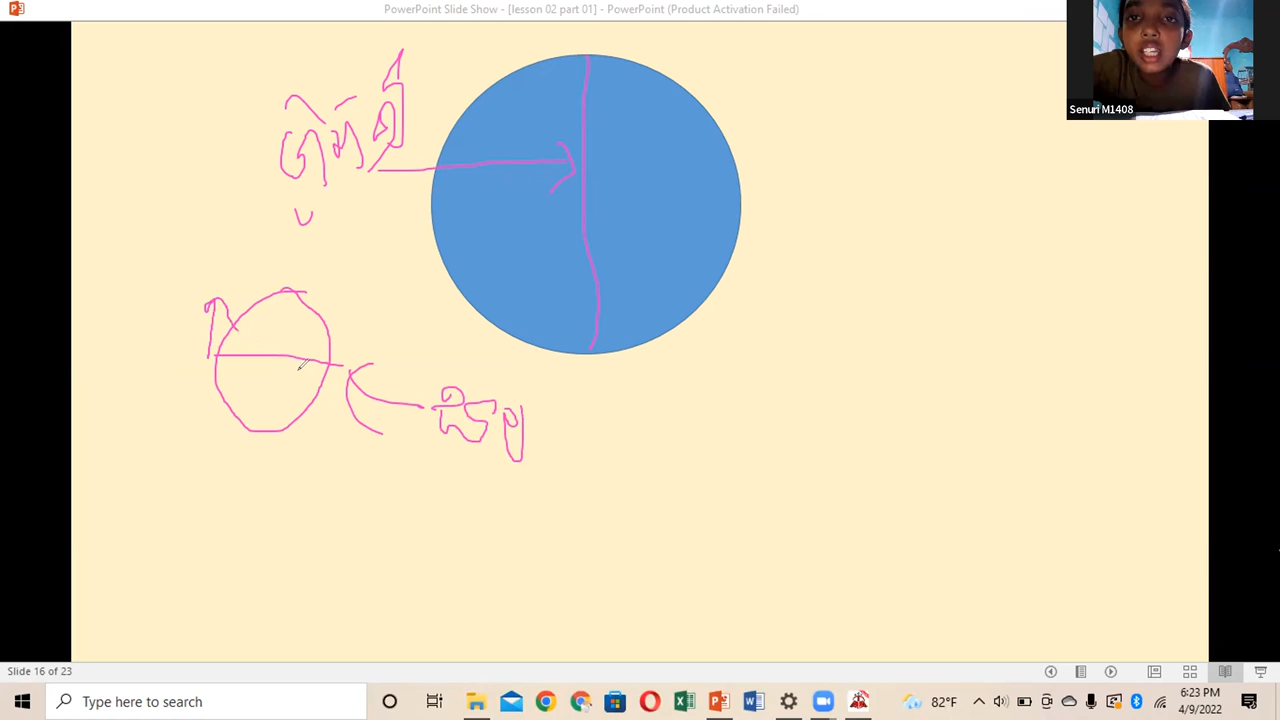 PowerPoint Slide Show - [lesson 02 part 01] - PowerPoint (Product Activation Failed)
Senuri M1408
Slide 16 of 23
Type here to search
82°F
6:23 PM
4/9/2022